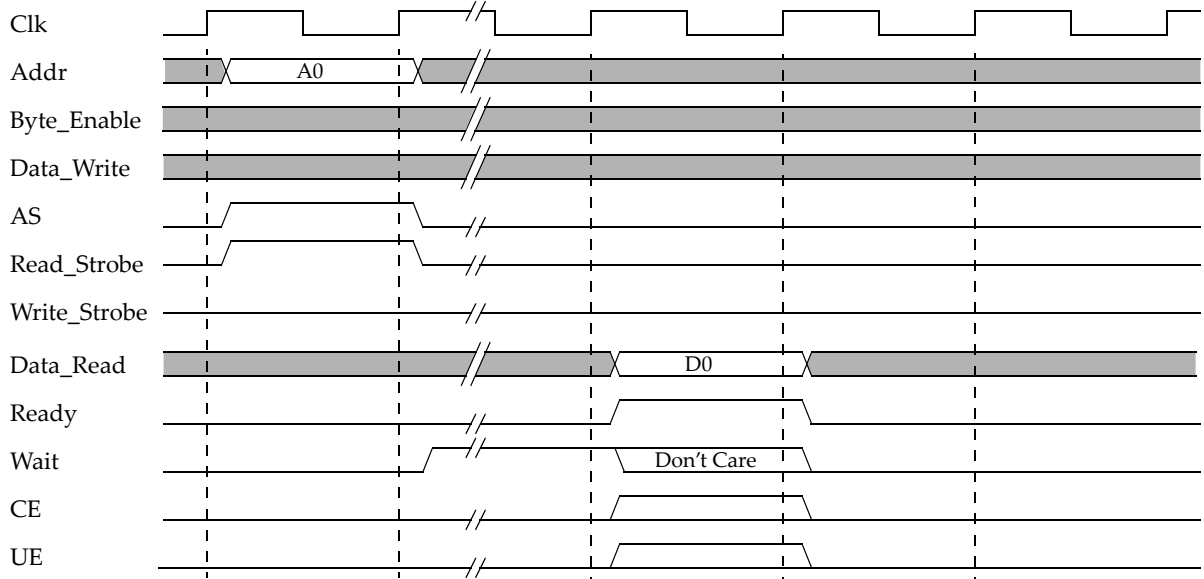 Clk
Addr A0
Byte_Enable
Data_Write
AS
Read_Strobe
Write_Strobe
Data_Read D0
Ready
Wait Don't Care
CE
UE